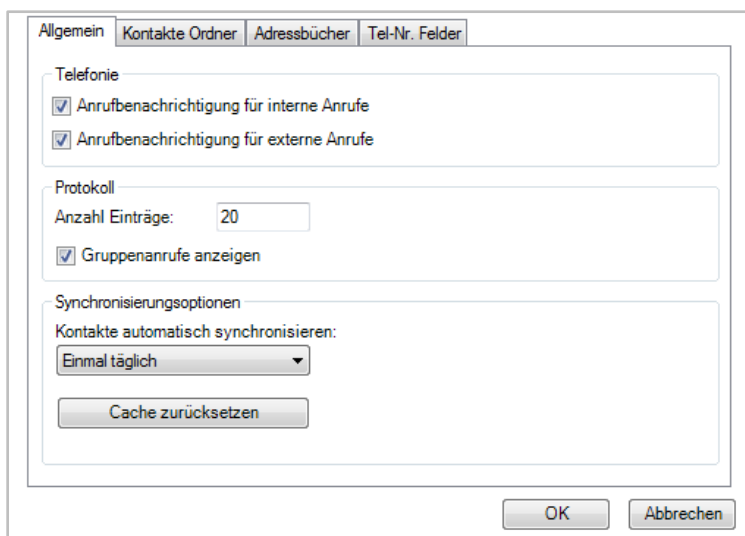 Allgemein Kontakte Ordner Adressbücher Tel-Nr. Felder
Telefonie
Anrufbenachrichtigung für interne Anrufe
Anrufbenachrichtigung für externe Anrufe
Protokoll
Anzahl Einträge: 20
Gruppenanrufe anzeigen
Synchronisierungsoptionen
Kontakte automatisch synchronisieren:
Einmal täglich
Cache zurücksetzen
OK Abbrechen